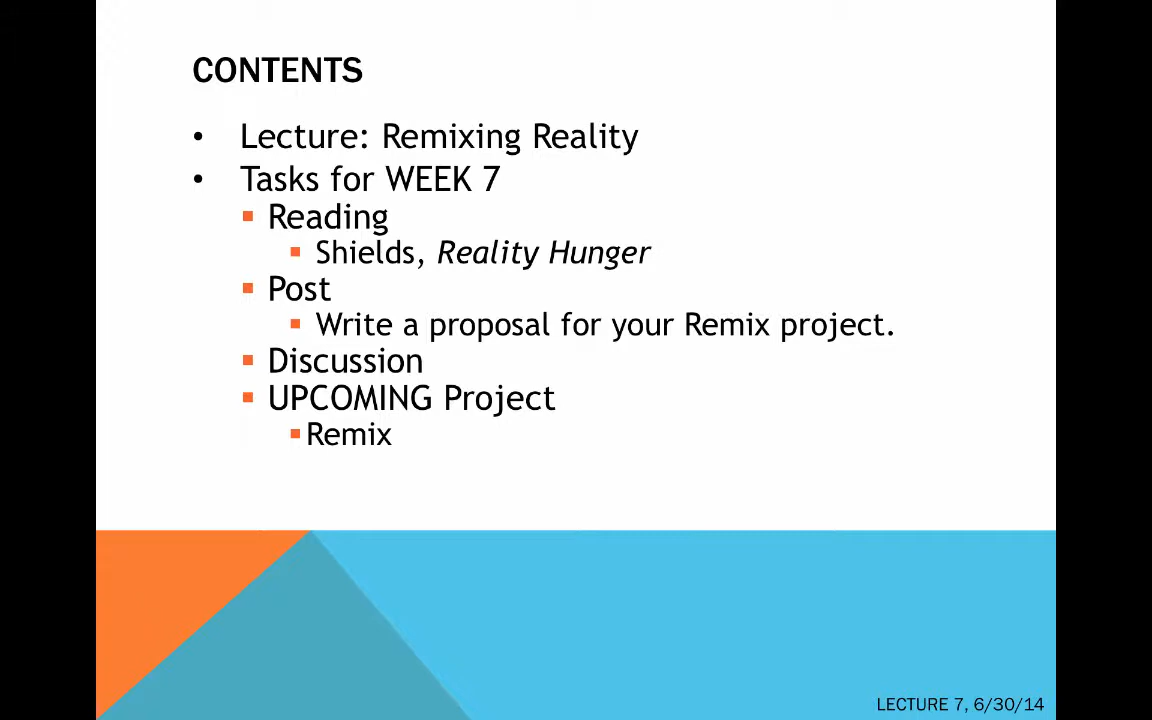 CONTENTS
• Lecture: Remixing Reality
• Tasks for WEEK 7
▪ Reading
▪ Shields, Reality Hunger
▪ Post
▪ Write a proposal for your Remix project.
▪ Discussion
▪ UPCOMING Project
▪ Remix
LECTURE 7, 6/30/14